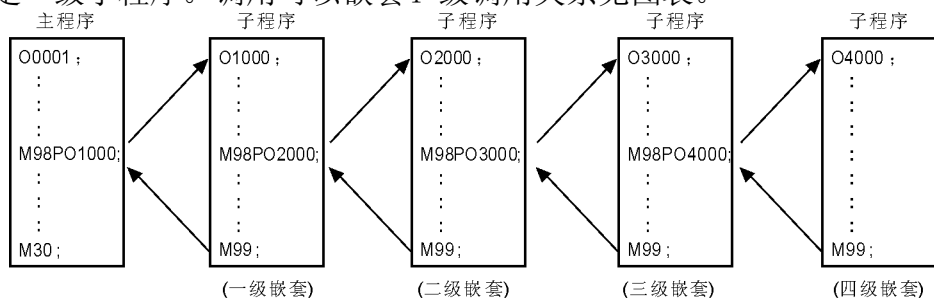 主程序 子程序 子程序 子程序 子程序
O0001； O1000； O2000； O3000； O4000；
M98PO1000; M98PO2000; M98PO3000; M98PO4000;
M30； M99； M99； M99； M99；
(一级嵌套) (二级嵌套) (三级嵌套) (四级嵌套)